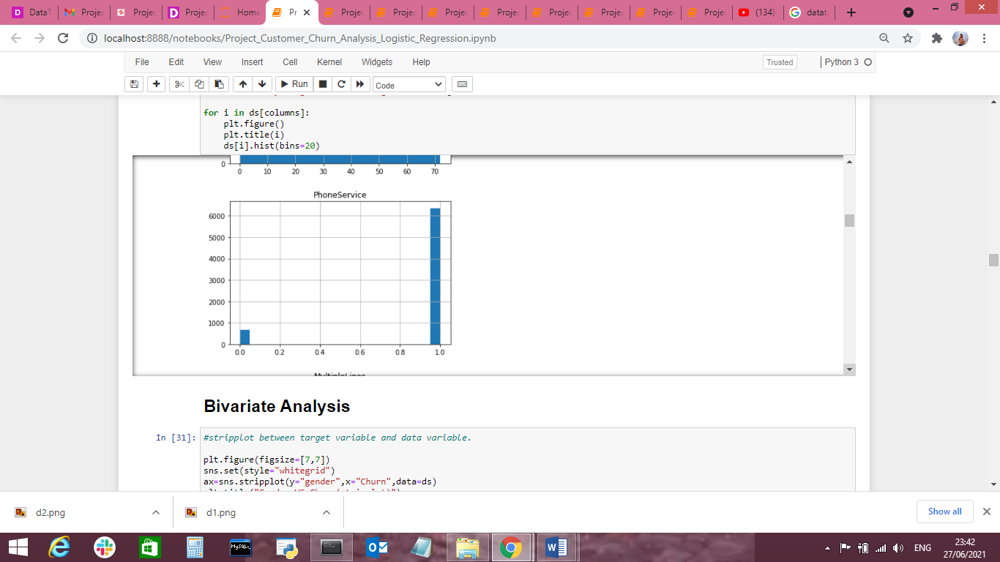 DataT
Projec
Projec
Projec
Home
Pr
Projec
Projec
Projec
Projec
Projec
Projec
Projec
Projec
(134)
datat
localhost:8888/notebooks/Project_Customer_Churn_Analysis_Logistic_Regression.ipynb
File Edit View Insert Cell Kernel Widgets Help Trusted Python 3
Run Code
for i in ds[columns]:
plt.figure()
plt.title(i)
ds[i].hist(bins=20)
0
0 10 20 30 40 50 60 70
PhoneService
6000
5000
4000
3000
2000
1000
0
0.0 0.2 0.4 0.6 0.8 1.0
MultipleLines
Bivariate Analysis
In [31]: #stripplot between target variable and data variable.
plt.figure(figsize=[7,7])
sns.set(style="whitegrid")
ax=sns.stripplot(y="gender",x="Churn",data=ds)
d2.png d1.png Show all
MySQL
ENG 23:42
27/06/2021